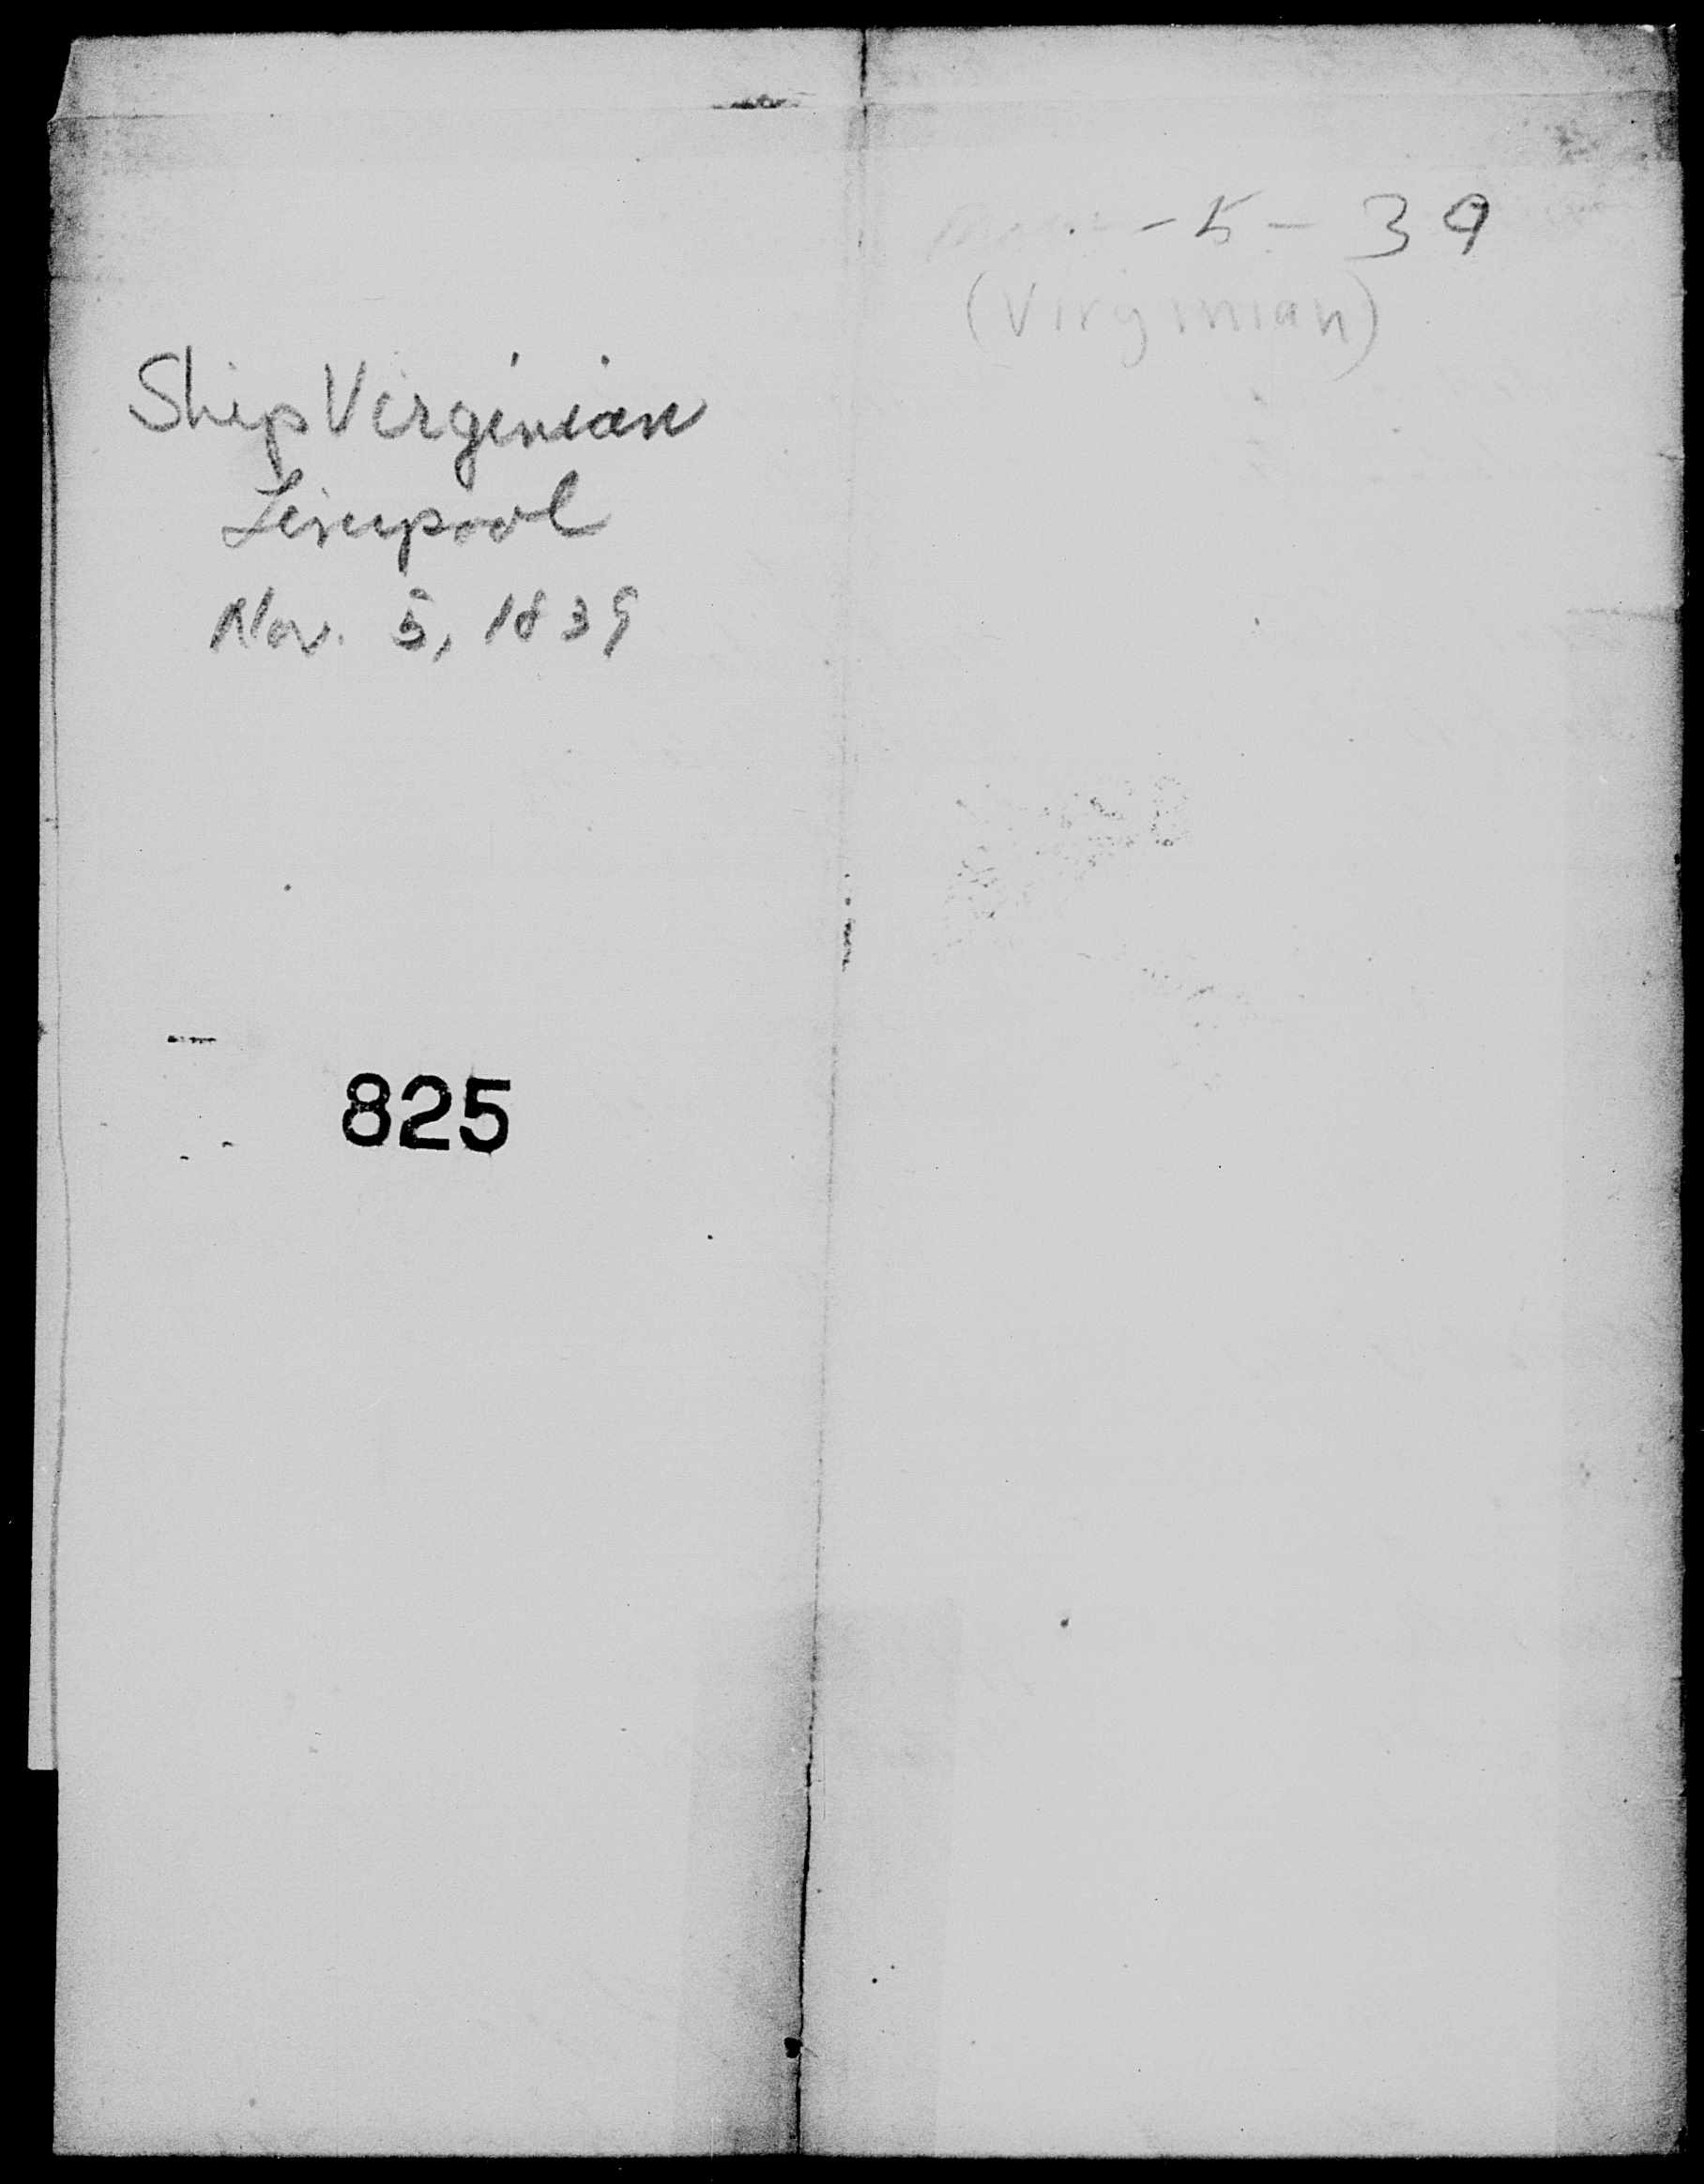 Ship Virginian
Liverpool
Nov. 5, 1839
825
-5-39
(Virginian)